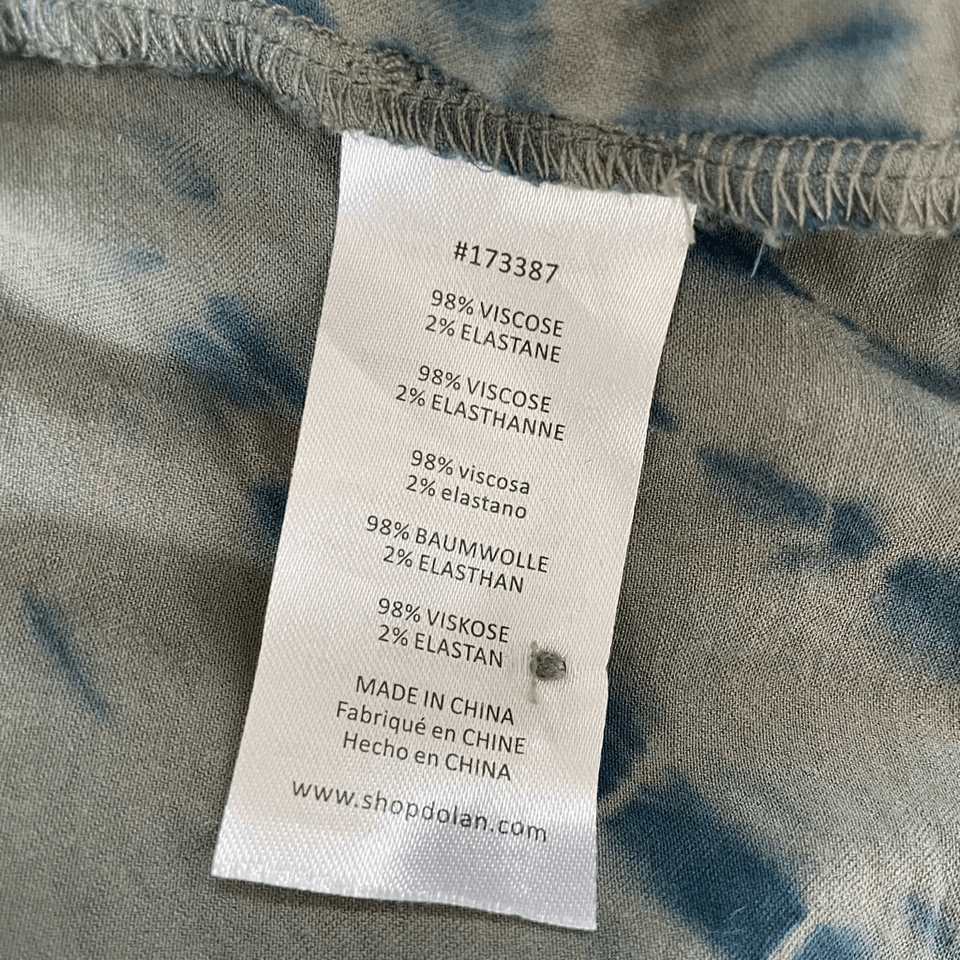 #173387
98% VISCOSE
2% ELASTANE
98% VISCOSE
2% ELASTHANNE
98% viscosa
2% elastano
98% BAUMWOLLE
2% ELASTHAN
98% VISKOSE
2% ELASTAN
MADE IN CHINA
Fabriqué en CHINE
Hecho en CHINA
www.shopdolan.com